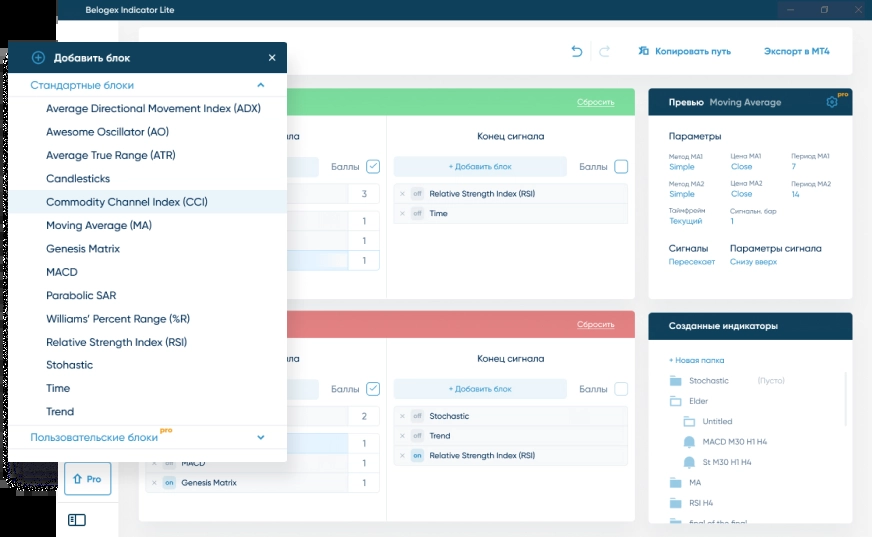 Belogex Indicator Lite
Копировать путь
Экспорт в MT4
Добавить блок
Стандартные блоки
Average Directional Movement Index (ADX)
Awesome Oscillator (AO)
Average True Range (ATR)
Candlesticks
Commodity Channel Index (CCI)
Moving Average (MA)
Genesis Matrix
MACD
Parabolic SAR
Williams' Percent Range (%R)
Relative Strength Index (RSI)
Stohastic
Time
Trend
Пользовательские блоки pro
Pro
Сбросить
Конец сигнала
Баллы
+ Добавить блок
Баллы
3
off Relative Strength Index (RSI)
1
off Time
1
1
Сбросить
Конец сигнала
Баллы
+ Добавить блок
Баллы
2
off Stochastic
1
off Trend
off MACD 1
on Relative Strength Index (RSI)
on Genesis Matrix 1
Превью Moving Average pro
Параметры
Метод MA1 Цена MA1 Период MA1
Simple Close 7
Метод MA2 Цена MA2 Период MA2
Simple Close 14
Таймфрейм Сигнальн. бар
Текущий 1
Сигналы Параметры сигнала
Пересекает Снизу вверх
Созданные индикаторы
+ Новая папка
Stochastic (Пусто)
Elder
Untitled
MACD M30 H1 H4
St M30 H1 H4
MA
RSI H4
final of the final